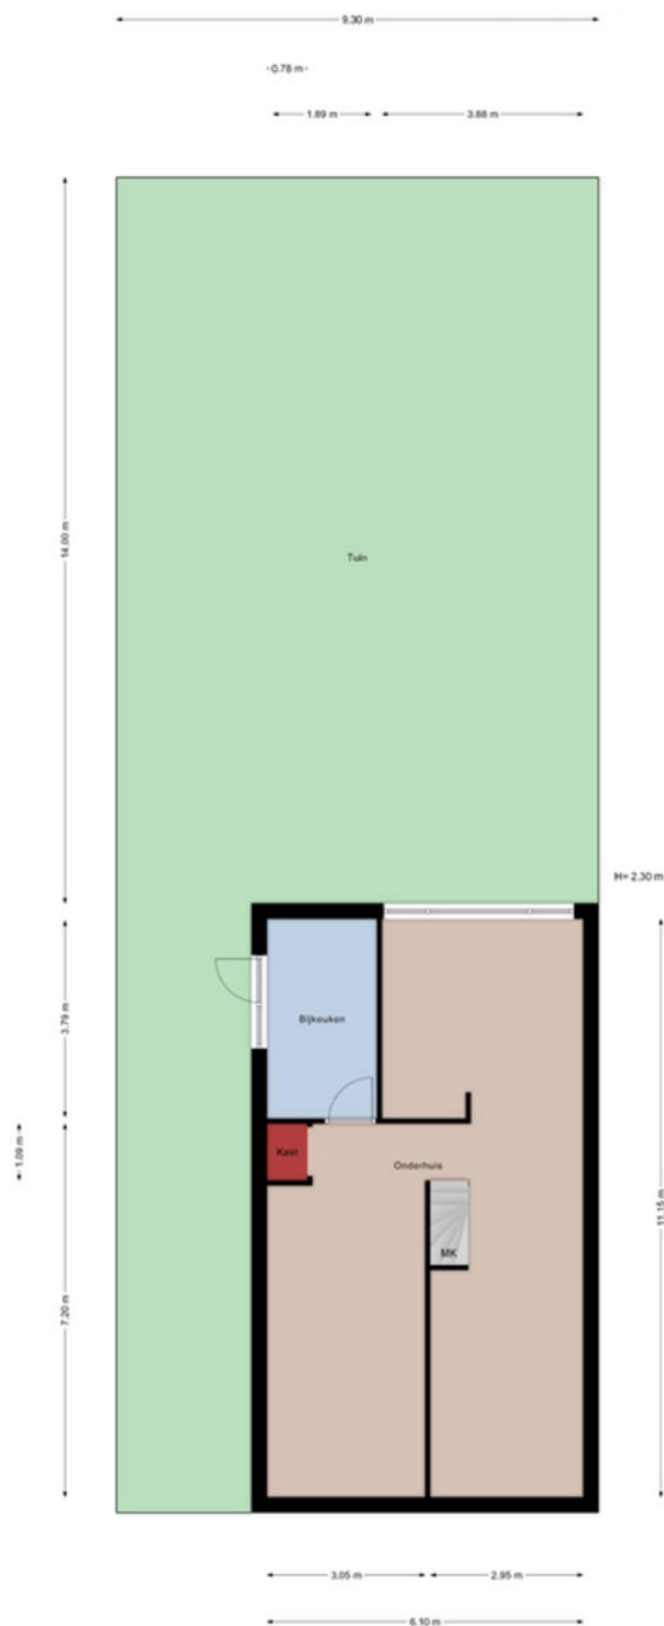 9.30 m
0.78 m
1.89 m
3.88 m
14.00 m
Tuin
H= 2.30 m
3.79 m
Bijkeuken
1.09 m
Kast
Onderhuis
11.15 m
MK
7.20 m
3.05 m
2.95 m
6.10 m